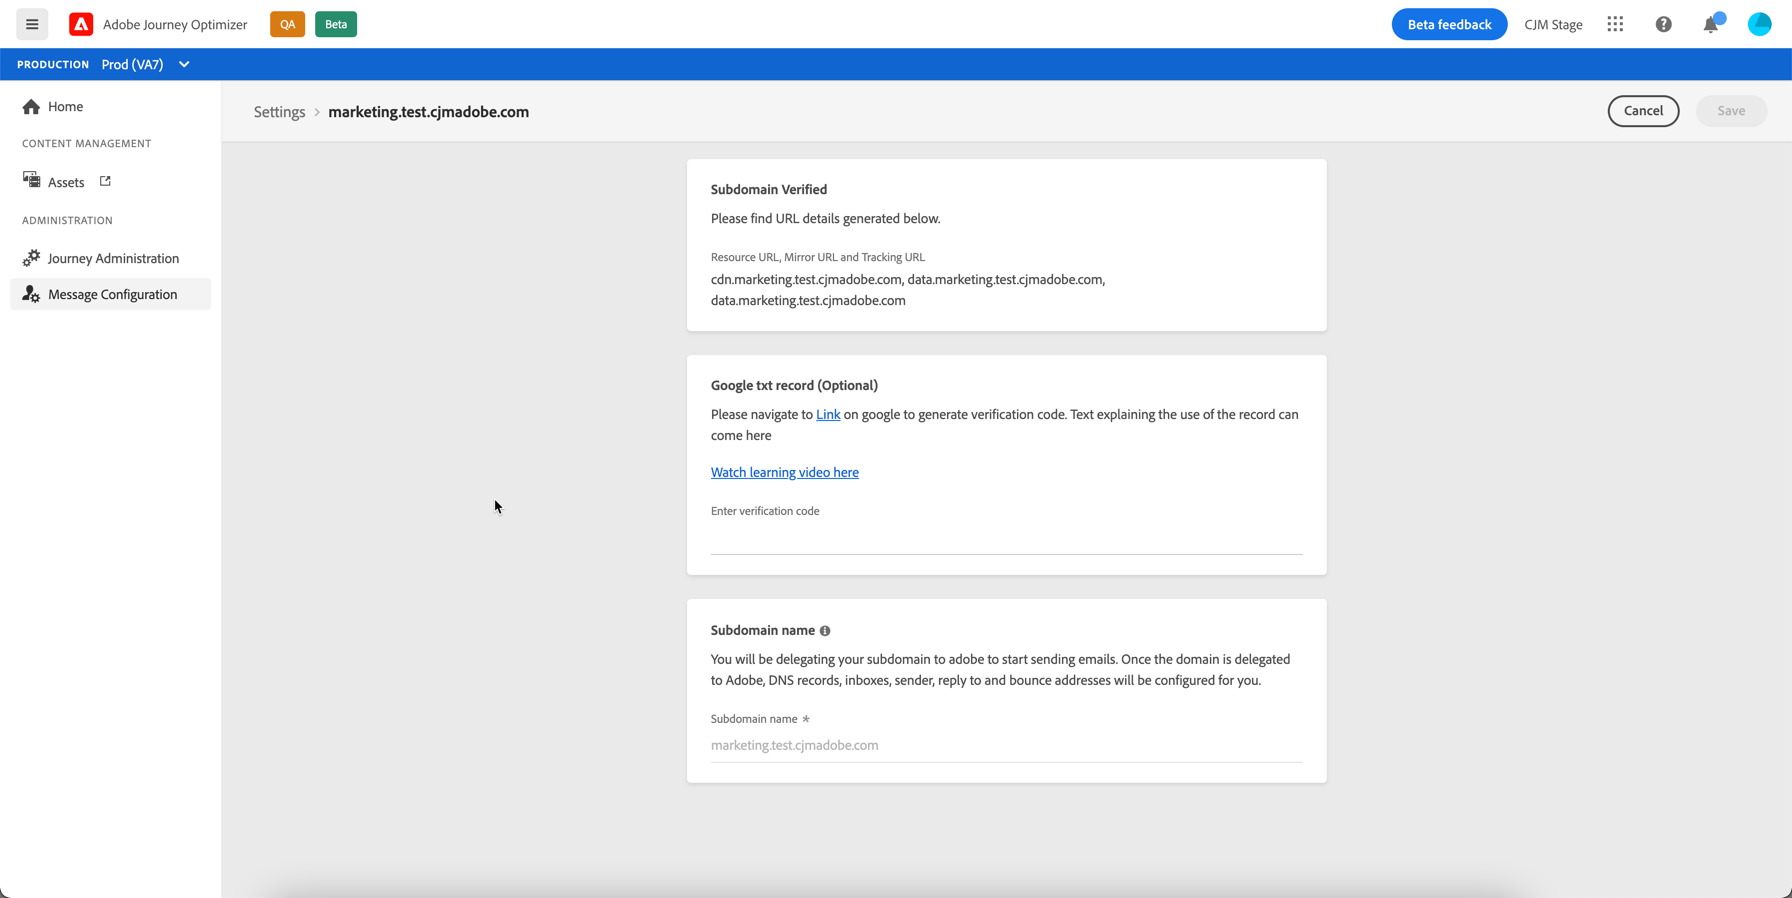 Adobe Journey Optimizer
QA
Beta
Beta feedback
CJM Stage
PRODUCTION
Prod (VA7)
Home
CONTENT MANAGEMENT
Assets
ADMINISTRATION
Journey Administration
Message Configuration
Settings > marketing.test.cjmadobe.com
Cancel
Save
Subdomain Verified
Please find URL details generated below.
Resource URL, Mirror URL and Tracking URL
cdn.marketing.test.cjmadobe.com, data.marketing.test.cjmadobe.com,
data.marketing.test.cjmadobe.com
Google txt record (Optional)
Please navigate to Link on google to generate verification code. Text explaining the use of the record can
come here
Watch learning video here
Enter verification code
Subdomain name
You will be delegating your subdomain to adobe to start sending emails. Once the domain is delegated
to Adobe, DNS records, inboxes, sender, reply to and bounce addresses will be configured for you.
Subdomain name *
marketing.test.cjmadobe.com